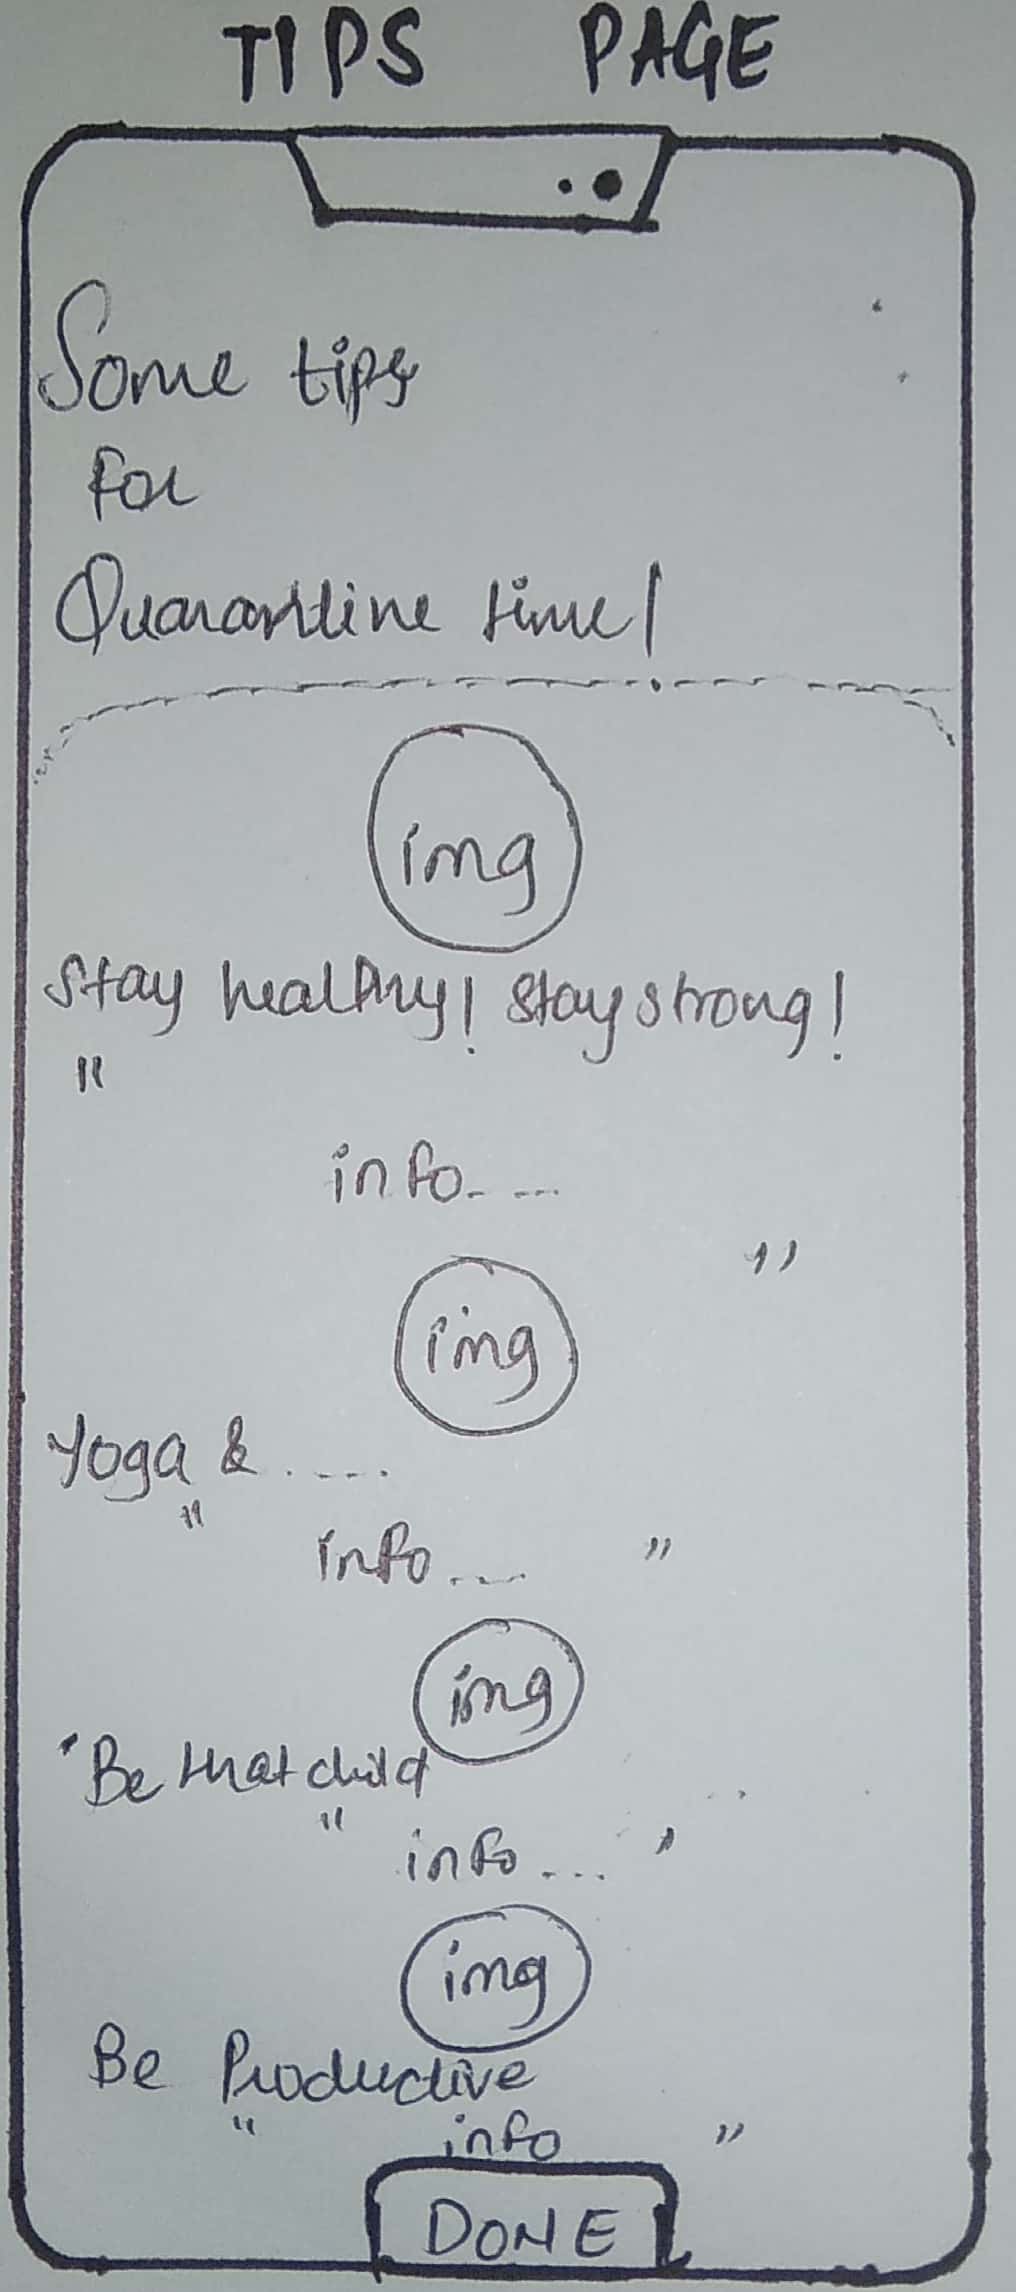 TIPS PAGE
Some tips
For
Quarantine time!
img
Stay healthy! stay strong!
"
info.. ...
"
img
Yoga & .....
"
info.... "
img
'Be that child
"
info.... "
img
Be Productive
" info "
DONE